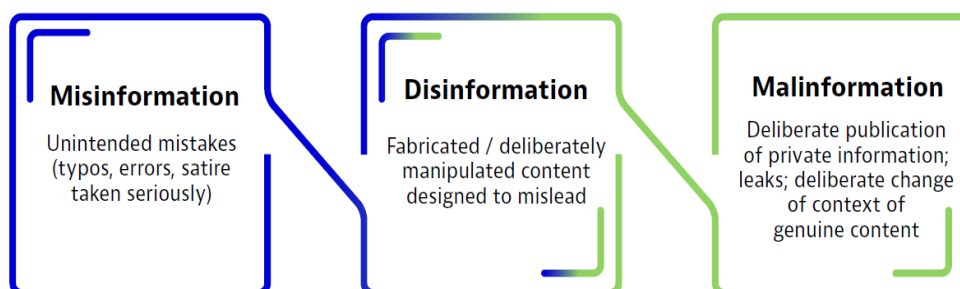 Misinformation
Unintended mistakes
(typos, errors, satire
taken seriously)
Disinformation
Fabricated / deliberately
manipulated content
designed to mislead
Malinformation
Deliberate publication
of private information;
leaks; deliberate change
of context of
genuine content